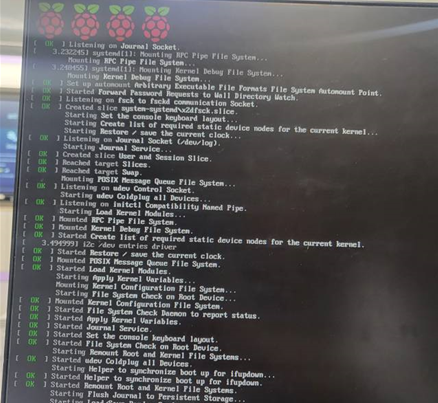 [ OK ] Listening on Journal Socket.
[ 3.232245] systemd[1]: Mounting RPC Pipe File System...
Mounting RPC Pipe File System...
[ 3.248455] systemd[1]: Mounting Kernel Debug File System...
Mounting Kernel Debug File System...
[ OK ] Set up automount Arbitrary Executable File Formats File System Automount Point.
[ OK ] Started Forward Password Requests to Wall Directory Watch.
[ OK ] Listening on fsck to fsckd communication Socket.
[ OK ] Created slice system-systemd\x2dfsck.slice.
Starting Set the console keyboard layout...
Starting Create list of required static device nodes for the current kernel...
Starting Restore / save the current clock...
[ OK ] Listening on Journal Socket (/dev/log).
Starting Journal Service...
[ OK ] Created slice User and Session Slice.
[ OK ] Reached target Slices.
[ OK ] Reached target Swap.
Mounting POSIX Message Queue File System...
[ OK ] Listening on udev Control Socket.
Starting udev Coldplug all Devices...
[ OK ] Listening on initctl Compatibility Named Pipe.
Starting Load Kernel Modules...
[ OK ] Mounted RPC Pipe File System.
[ OK ] Mounted Kernel Debug File System.
[ OK ] Started Create list of required static device nodes for the current kernel.
[ 3.494999] i2c /dev entries driver
[ OK ] Started Restore / save the current clock.
[ OK ] Mounted POSIX Message Queue File System.
[ OK ] Started Load Kernel Modules.
Starting Apply Kernel Variables...
Mounting Kernel Configuration File System...
Starting File System Check on Root Device...
[ OK ] Mounted Kernel Configuration File System.
[ OK ] Started File System Check Daemon to report status.
[ OK ] Started Apply Kernel Variables.
[ OK ] Started Journal Service.
[ OK ] Started Set the console keyboard layout.
[ OK ] Started File System Check on Root Device.
Starting Remount Root and Kernel File Systems...
[ OK ] Started udev Coldplug all Devices.
Starting Helper to synchronize boot up for ifupdown...
[ OK ] Started Helper to synchronize boot up for ifupdown.
[ OK ] Started Remount Root and Kernel File Systems.
Starting Flush Journal to Persistent Storage...